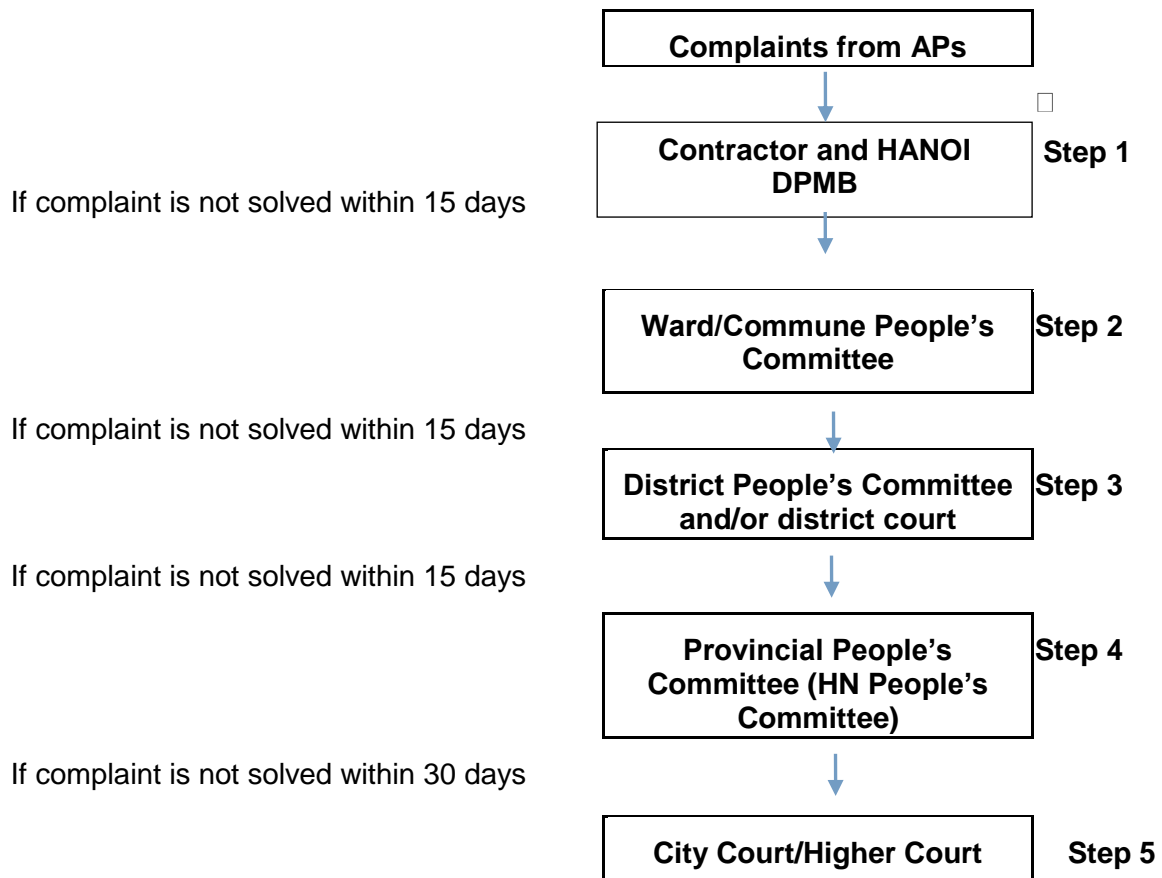 Complaints from APs
Contractor and HANOI
DPMB
Step 1
If complaint is not solved within 15 days
Ward/Commune People’s
Committee
Step 2
If complaint is not solved within 15 days
District People’s Committee
and/or district court
Step 3
If complaint is not solved within 15 days
Provincial People’s
Committee (HN People’s
Committee)
Step 4
If complaint is not solved within 30 days
City Court/Higher Court
Step 5